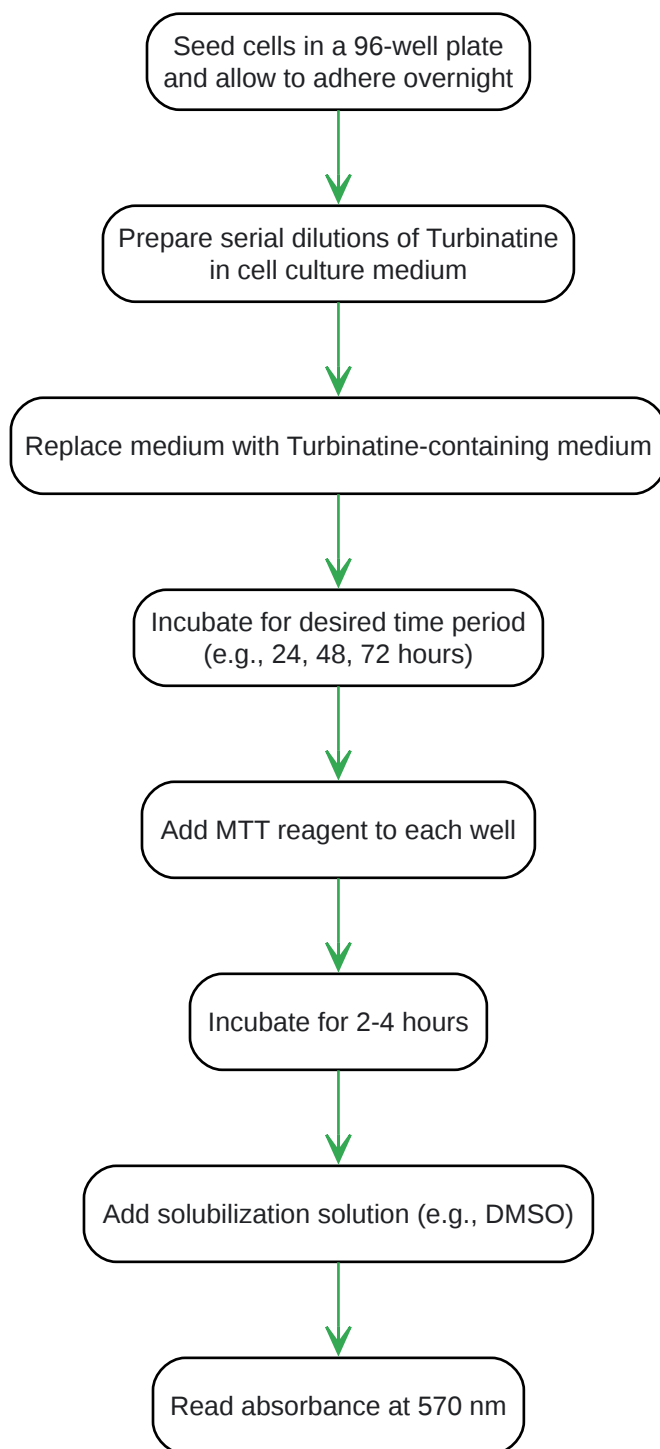 Seed cells in a 96-well plate
and allow to adhere overnight
Prepare serial dilutions of Turbinatine
in cell culture medium
Replace medium with Turbinatine-containing medium
Incubate for desired time period
(e.g., 24, 48, 72 hours)
Add MTT reagent to each well
Incubate for 2-4 hours
Add solubilization solution (e.g., DMSO)
Read absorbance at 570 nm